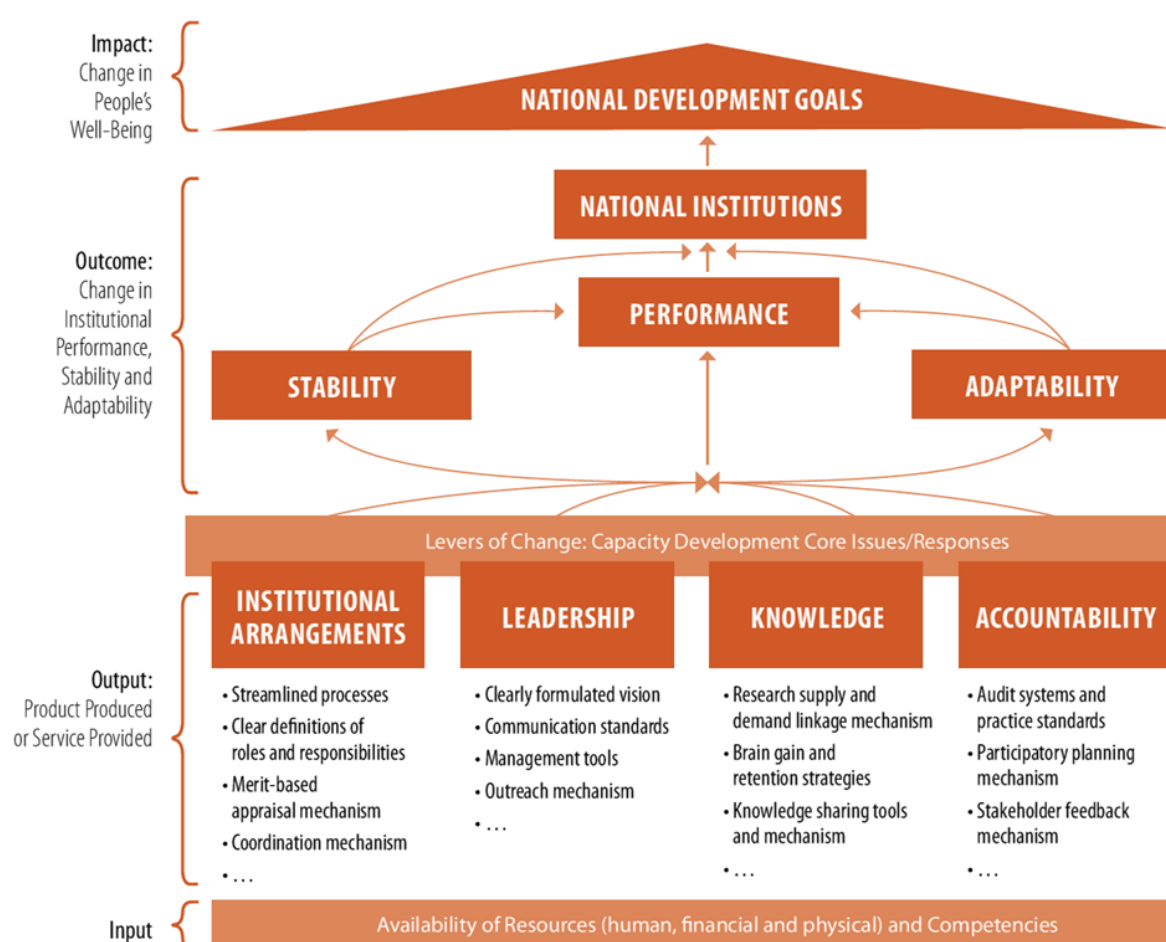 Impact:
Change in
People's
Well-Being
NATIONAL DEVELOPMENT GOALS
NATIONAL INSTITUTIONS
Outcome:
Change in
Institutional
Performance,
Stability and
Adaptability
PERFORMANCE
STABILITY
ADAPTABILITY
Levers of Change: Capacity Development Core Issues/Responses
Output:
Product Produced
or Service Provided
INSTITUTIONAL
ARRANGEMENTS
• Streamlined processes
• Clear definitions of
roles and responsibilities
• Merit-based
appraisal mechanism
• Coordination mechanism
• ...
LEADERSHIP
• Clearly formulated vision
• Communication standards
• Management tools
• Outreach mechanism
• ...
KNOWLEDGE
• Research supply and
demand linkage mechanism
• Brain gain and
retention strategies
• Knowledge sharing tools
and mechanism
• ...
ACCOUNTABILITY
• Audit systems and
practice standards
• Participatory planning
mechanism
• Stakeholder feedback
mechanism
• ...
Input
Availability of Resources (human, financial and physical) and Competencies